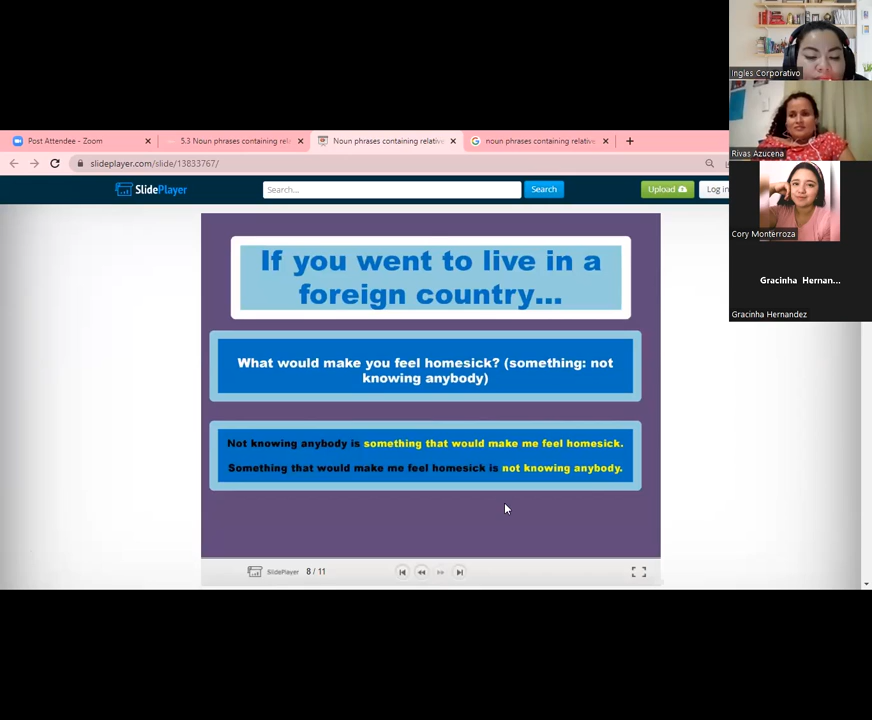 Ingles Corporativo
Post Attendee - Zoom
5.3 Noun phrases containing rela
Noun phrases containing relative
noun phrases containing relative
Rivas Azucena
slideplayer.com/slide/13833767/
SlidePlayer
Search...
Search
Upload
Log in
Cory Monterroza
If you went to live in a
foreign country...
Gracinha Hernan...
Gracinha Hernandez
What would make you feel homesick? (something: not
knowing anybody)
Not knowing anybody is something that would make me feel homesick.
Something that would make me feel homesick is not knowing anybody.
SlidePlayer
8 / 11